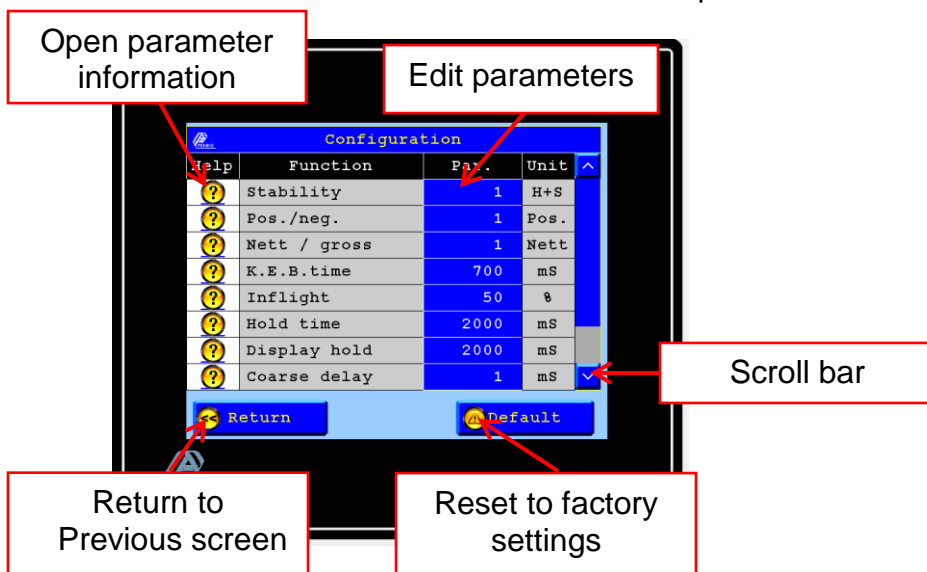 Open parameter
information
Edit parameters
PENKO
Configuration
Help Function Par. Unit
Stability 1 H+S
Pos./neg. 1 Pos.
Nett / gross 1 Nett
K.E.B.time 700 mS
Inflight 50 %
Hold time 2000 mS
Display hold 2000 mS
Coarse delay 1 mS
Scroll bar
<< Return
Default
Return to
Previous screen
Reset to factory
settings